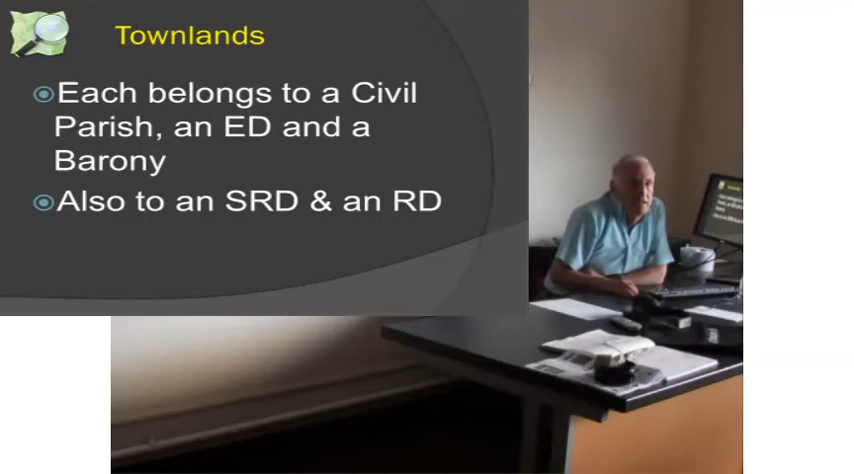 Townlands
Each belongs to a Civil
Parish, an ED and a
Barony
Also to an SRD & an RD